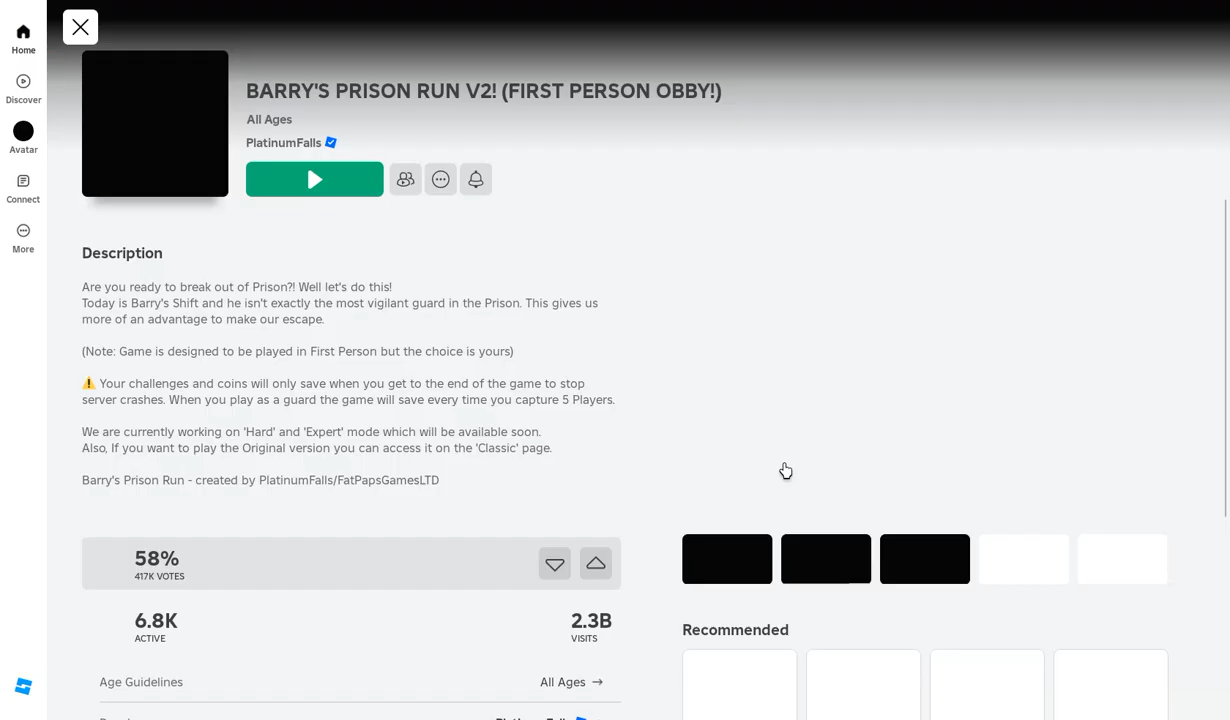 Home
Discover
Avatar
Connect
More
BARRY'S PRISON RUN V2! (FIRST PERSON OBBY!)
All Ages
PlatinumFalls
Description
Are you ready to break out of Prison?! Well let's do this!
Today is Barry's Shift and he isn't exactly the most vigilant guard in the Prison. This gives us
more of an advantage to make our escape.
(Note: Game is designed to be played in First Person but the choice is yours)
⚠️ Your challenges and coins will only save when you get to the end of the game to stop
server crashes. When you play as a guard the game will save every time you capture 5 Players.
We are currently working on 'Hard' and 'Expert' mode which will be available soon.
Also, If you want to play the Original version you can access it on the 'Classic' page.
Barry's Prison Run - created by PlatinumFalls/FatPapsGamesLTD
58%
417K VOTES
6.8K
ACTIVE
2.3B
VISITS
Age Guidelines
All Ages →
PlatinumFalls
Recommended